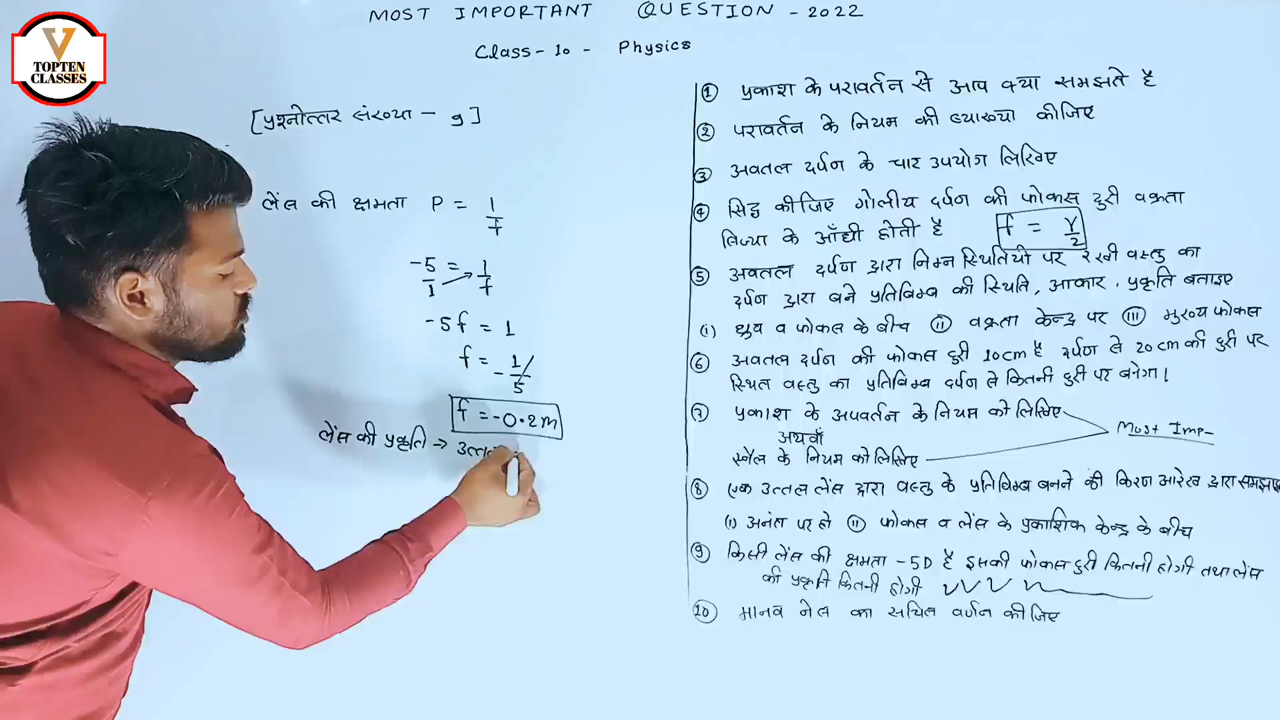 V
TOPTEN
CLASSES
MOST IMPORTANT QUESTION - 2022
Class - 10 - Physics
[प्रश्नोत्तर संख्या - 9]
लेंस की क्षमता P = 1/f
-5/1 = 1/f
-5f = 1
f = -1/5
f = -0.2m
लेंस की प्रकृति → उत्त
① प्रकाश के परावर्तन से आप क्या समझते है
② परावर्तन के नियम की व्याख्या कीजिए
③ अवतल दर्पण के चार उपयोग लिखिए
④ सिद्ध कीजिए गोलीय दर्पण की फोकस दुरी वक्रता
त्रिज्या के आँधी होती है f = r/2
⑤ अवतल दर्पण द्वारा निम्न स्थितियों पर रखी वस्तु का
दर्पण द्वारा बने प्रतिबिम्ब की स्थिति, आकार, प्रकृति बताइए
(i) ध्रुव व फोकस के बीच (ii) वक्रता केन्द्र पर (iii) मुख्य फोकस
⑥ अवतल दर्पण की फोकस दुरी 10cm है दर्पण से 20cm की दुरी पर
स्थित वस्तु का प्रतिबिम्ब दर्पण से कितनी दुरी पर बनेगा।
⑦ प्रकाश के अपवर्तन के नियम को लिखिए
अथवाँ
स्नैल के नियम को लिखिए
Most Imp-
⑧ एक उत्तल लेंस द्वारा वस्तु के प्रतिबिम्ब बनने की किरण आरेख द्वारा समझाए
(i) अनंत पर हो (ii) फोकस व लेंस के प्रकाशिक केन्द्र के बीच
⑨ किसी लेंस की क्षमता -5D है इसकी फोकस दुरी कितनी होगी तथा लेंस
की प्रकृति कितनी होगी
⑩ मानव नेत्र का सचित्र वर्णन कीजिए